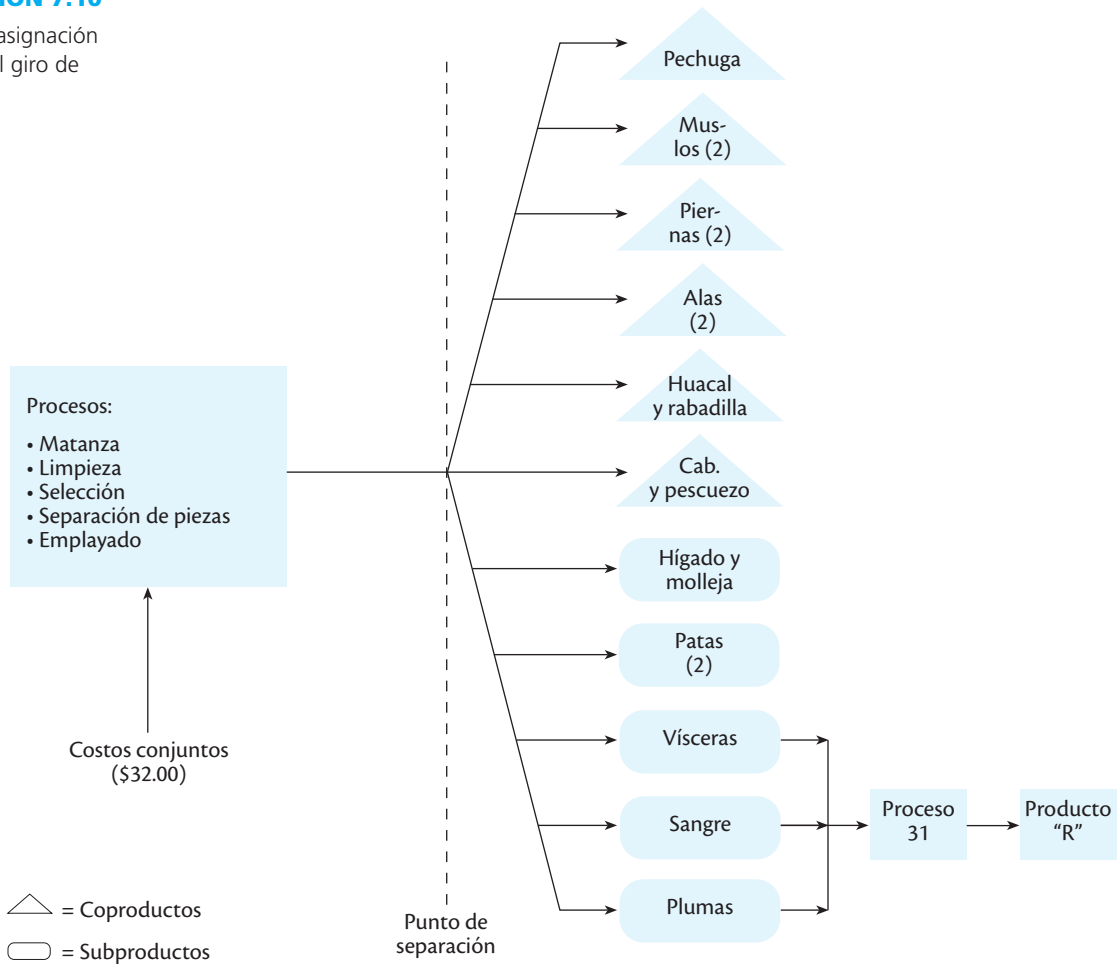 7.10
asignación
l giro de
Pechuga
Mus-
los (2)
Pier-
nas (2)
Alas
(2)
Huacal
y rabadilla
Cab.
y pescuezo
Hígado y
molleja
Patas
(2)
Vísceras
Sangre
Plumas
Procesos:
• Matanza
• Limpieza
• Selección
• Separación de piezas
• Emplayado
Costos conjuntos
($32.00)
Proceso
31
Producto
“R”
Punto de
separación
= Coproductos
= Subproductos